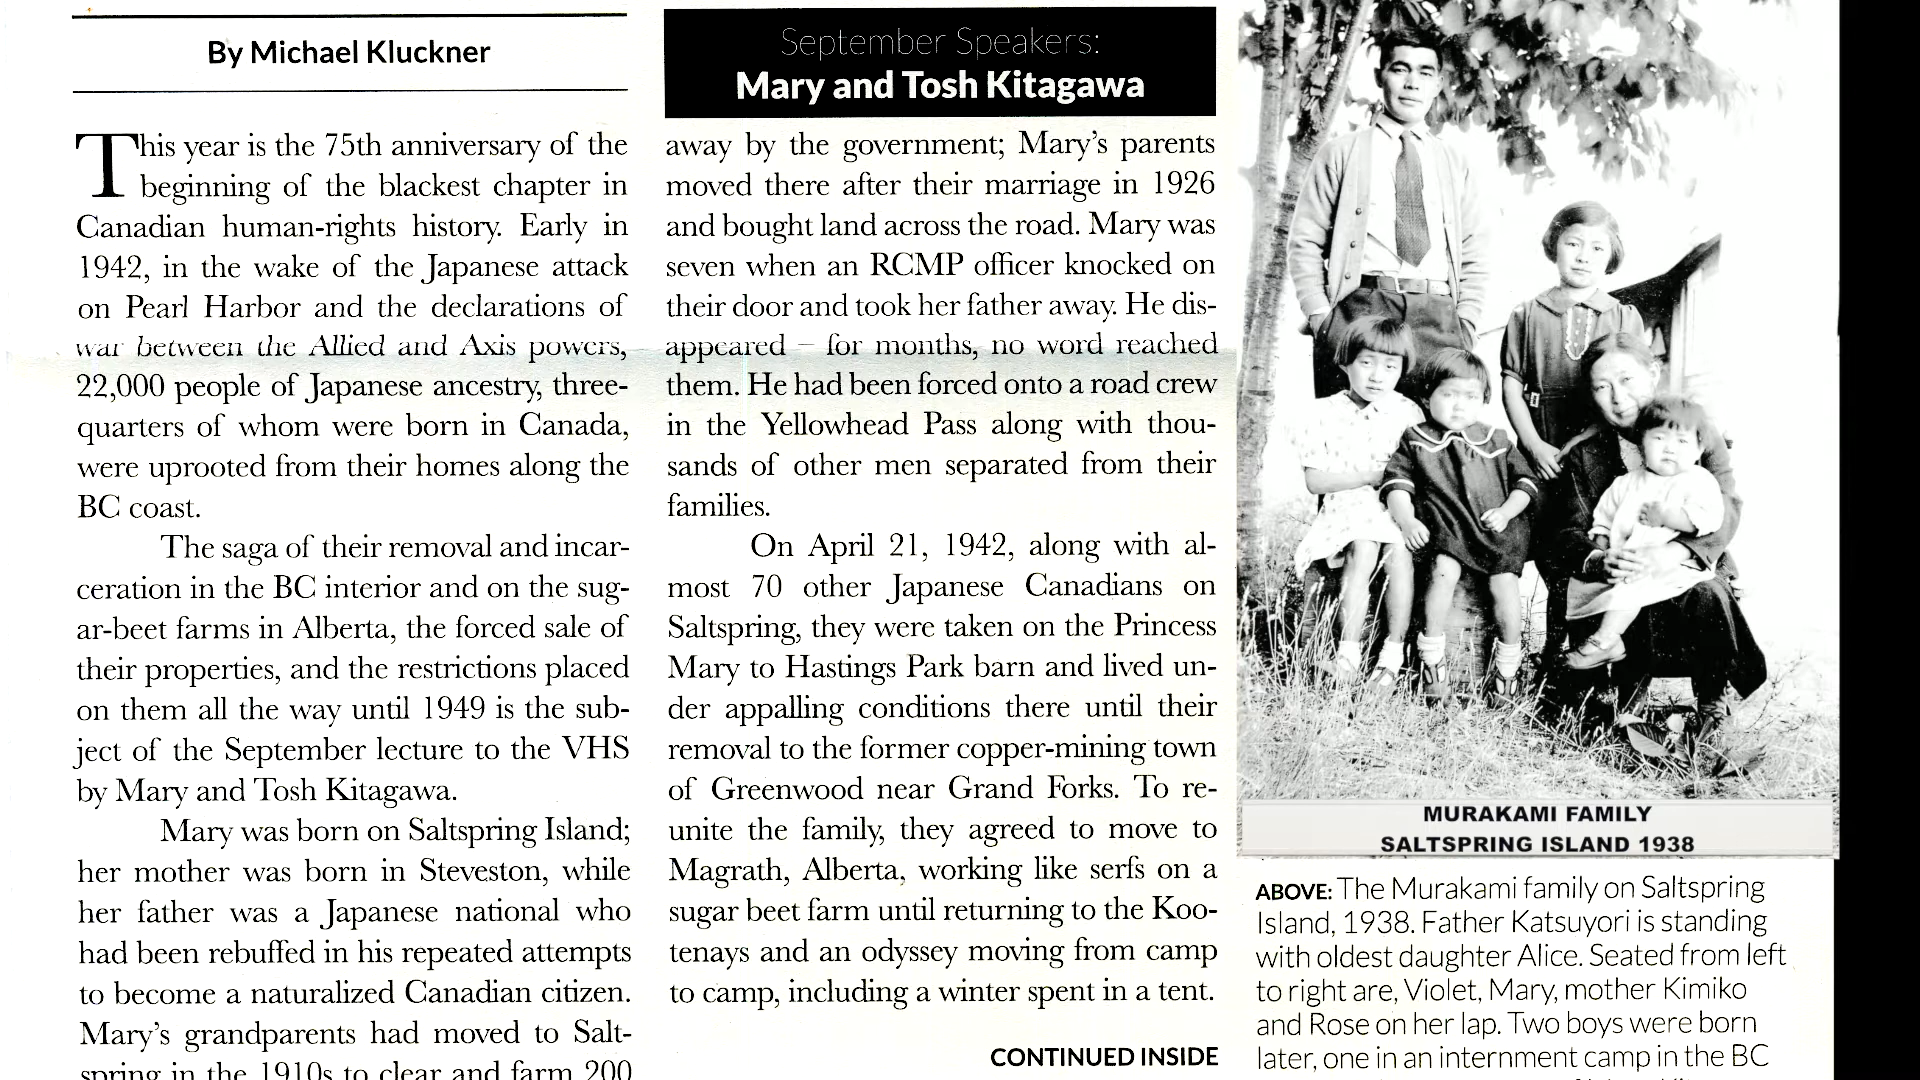 By Michael Kluckner
This year is the 75th anniversary of the
beginning of the blackest chapter in
Canadian human-rights history. Early in
1942, in the wake of the Japanese attack
on Pearl Harbor and the declarations of
war between the Allied and Axis powers,
22,000 people of Japanese ancestry, three-
quarters of whom were born in Canada,
were uprooted from their homes along the
BC coast.
The saga of their removal and incar-
ceration in the BC interior and on the sug-
ar-beet farms in Alberta, the forced sale of
their properties, and the restrictions placed
on them all the way until 1949 is the sub-
ject of the September lecture to the VHS
by Mary and Tosh Kitagawa.
Mary was born on Saltspring Island;
her mother was born in Steveston, while
her father was a Japanese national who
had been rebuffed in his repeated attempts
to become a naturalized Canadian citizen.
Mary's grandparents had moved to Salt-
spring in the 1910s to clear and farm 200
September Speakers:
Mary and Tosh Kitagawa
away by the government; Mary's parents
moved there after their marriage in 1926
and bought land across the road. Mary was
seven when an RCMP officer knocked on
their door and took her father away. He dis-
appeared – for months, no word reached
them. He had been forced onto a road crew
in the Yellowhead Pass along with thou-
sands of other men separated from their
families.
On April 21, 1942, along with al-
most 70 other Japanese Canadians on
Saltspring, they were taken on the Princess
Mary to Hastings Park barn and lived un-
der appalling conditions there until their
removal to the former copper-mining town
of Greenwood near Grand Forks. To re-
unite the family, they agreed to move to
Magrath, Alberta, working like serfs on a
sugar beet farm until returning to the Koo-
tenays and an odyssey moving from camp
to camp, including a winter spent in a tent.
CONTINUED INSIDE
MURAKAMI FAMILY
SALTSPRING ISLAND 1938
ABOVE: The Murakami family on Saltspring
Island, 1938. Father Katsuyori is standing
with oldest daughter Alice. Seated from left
to right are, Violet, Mary, mother Kimiko
and Rose on her lap. Two boys were born
later, one in an internment camp in the BC